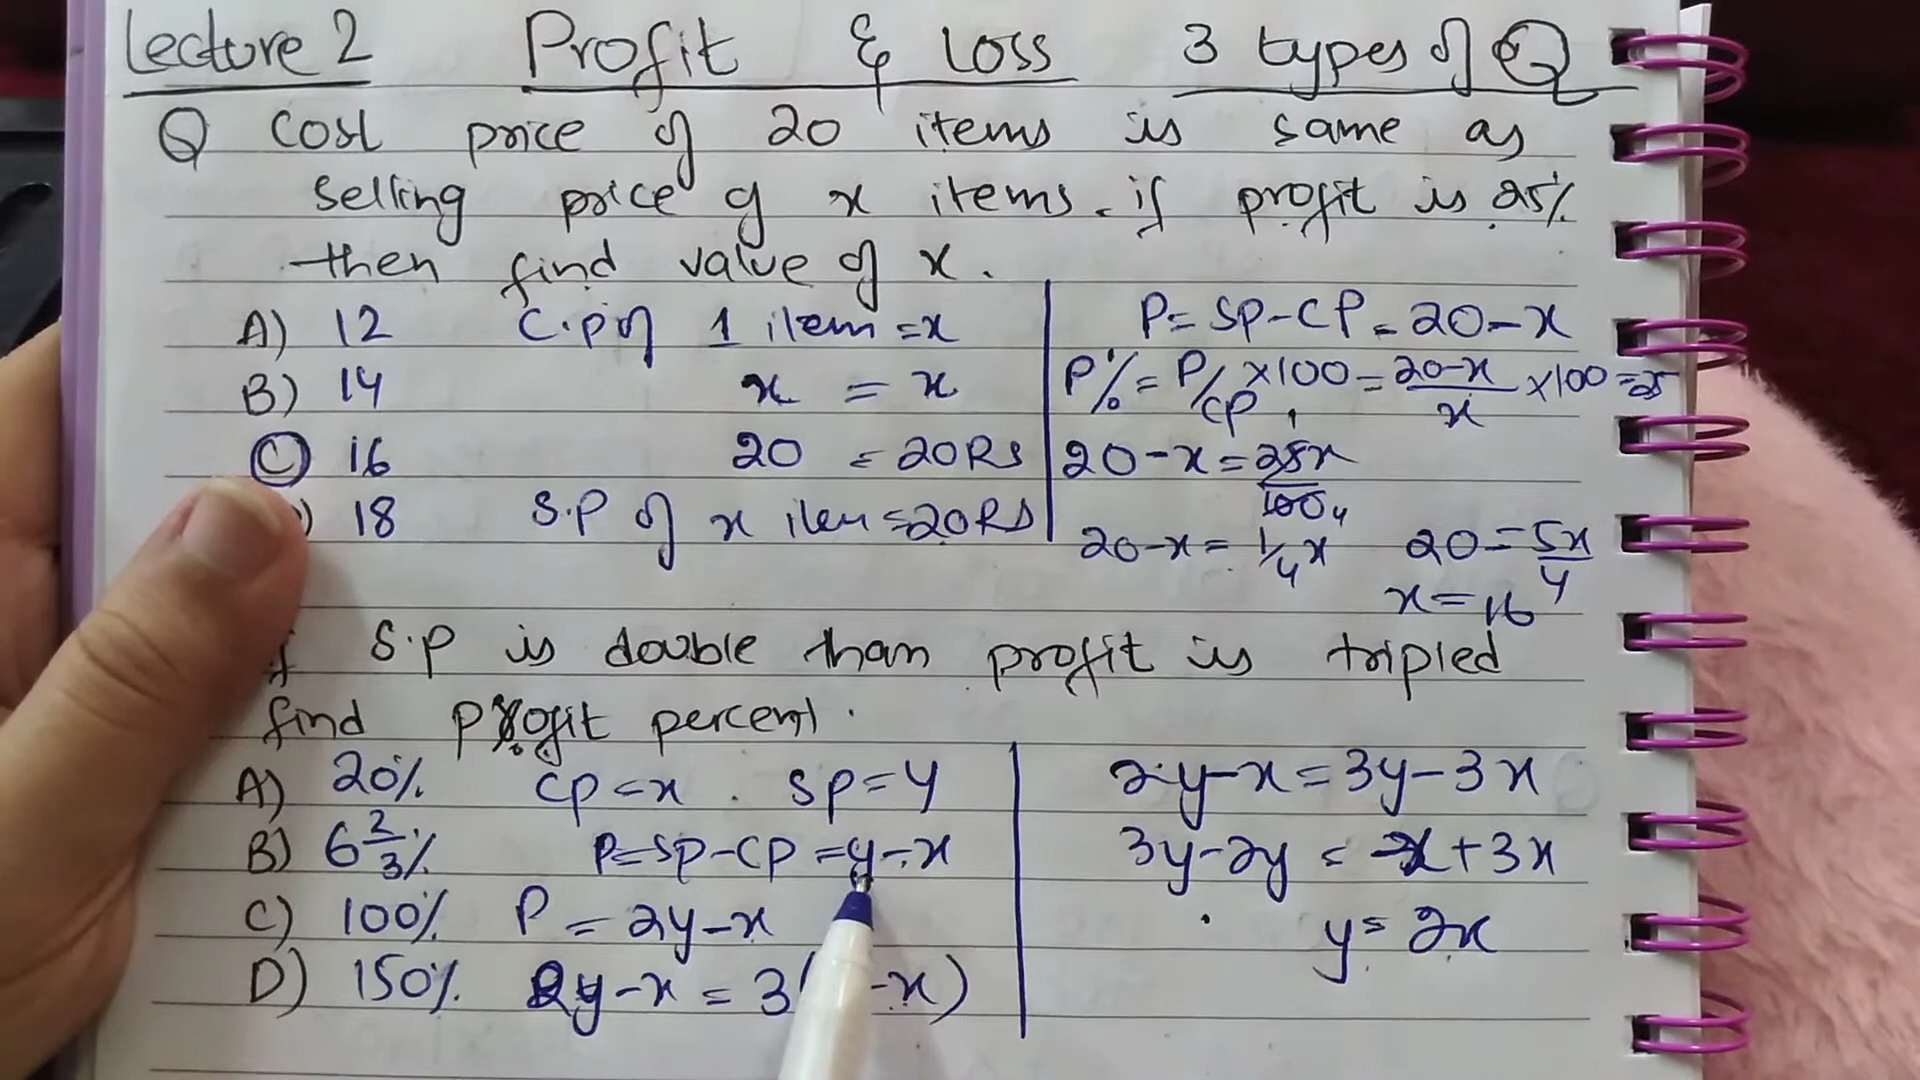 Lecture 2 Profit & Loss 3 types of Q
Q Cost price of 20 items is same as
selling price of x items. if profit is 25%
then find value of x.
A) 12 C.P of 1 item = x
B) 14 x = x
C) 16 20 = 20RS
) 18 S.P of x item = 20RS
P = SP - CP = 20 - x
P% = P/CP ×100 = 20-x/x ×100 = 25
20 - x = 25x/100 4
20 - x = 1/4 x 20 = 5x/4
x = 16
S.P is double than profit is tripled
find profit percent.
A) 20% CP = x . SP = y
B) 6 2/3% P = SP - CP = y - x
C) 100% P = 2y - x
D) 150% 2y - x = 3( - x)
2y - x = 3y - 3x
3y - 2y = -x + 3x
y = 2x